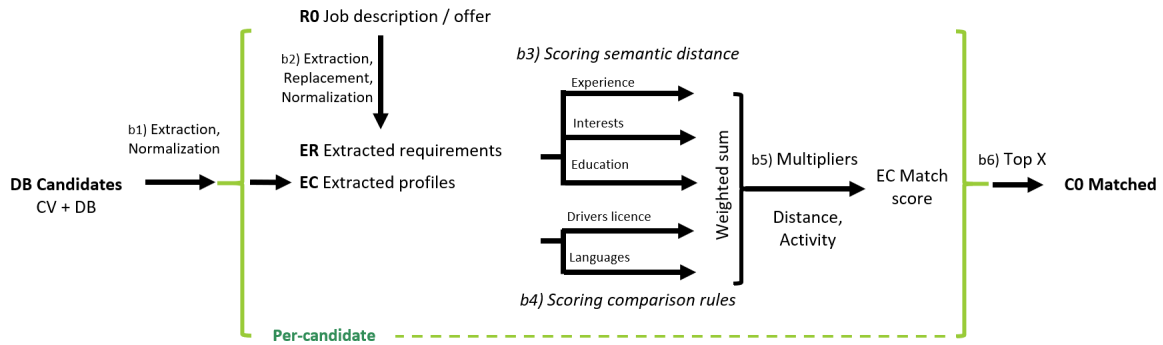 R0 Job description / offer
b2) Extraction,
Replacement,
Normalization
b3) Scoring semantic distance
Experience
Interests
Education
b1) Extraction,
Normalization
ER Extracted requirements
EC Extracted profiles
DB Candidates
CV + DB
Drivers licence
Languages
b4) Scoring comparison rules
Weighted sum
b5) Multipliers
Distance,
Activity
EC Match
score
b6) Top X
C0 Matched
Per-candidate